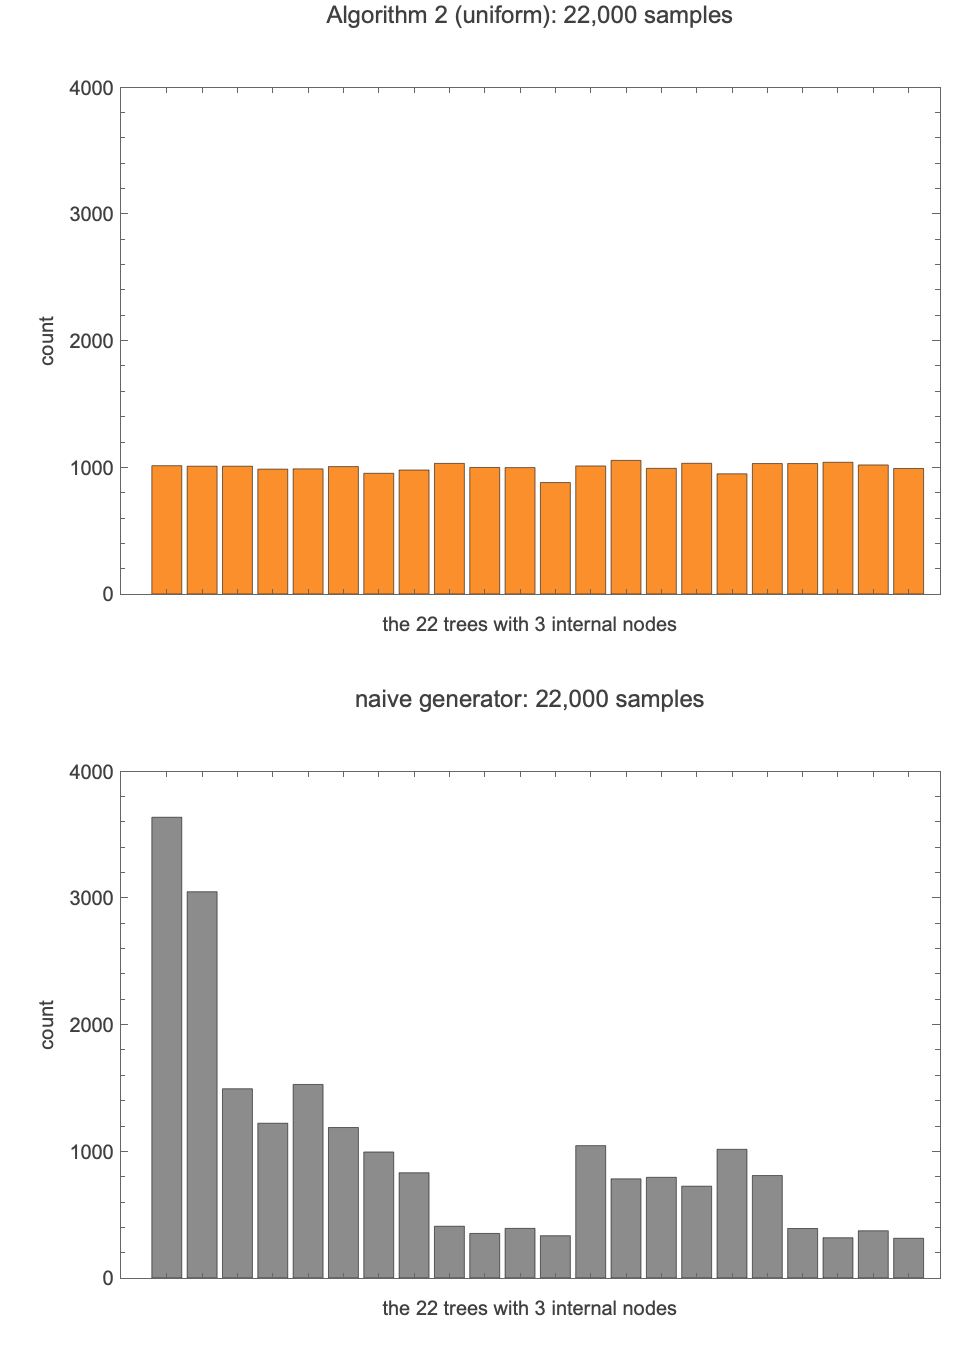 Algorithm 2 (uniform): 22,000 samples
4000
3000
2000
1000
0
count
the 22 trees with 3 internal nodes
naive generator: 22,000 samples
4000
3000
2000
1000
0
count
the 22 trees with 3 internal nodes